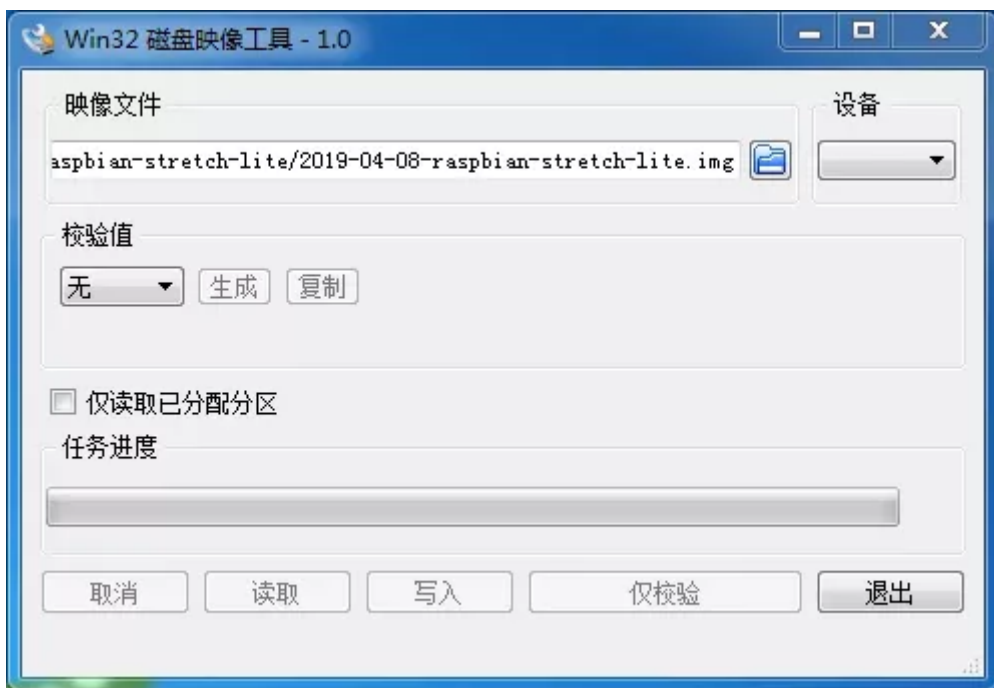 Win32 磁盘映像工具 - 1.0
映像文件
设备
aspbian-stretch-lite/2019-04-08-raspbian-stretch-lite.img
校验值
无
生成
复制
仅读取已分配分区
任务进度
取消
读取
写入
仅校验
退出